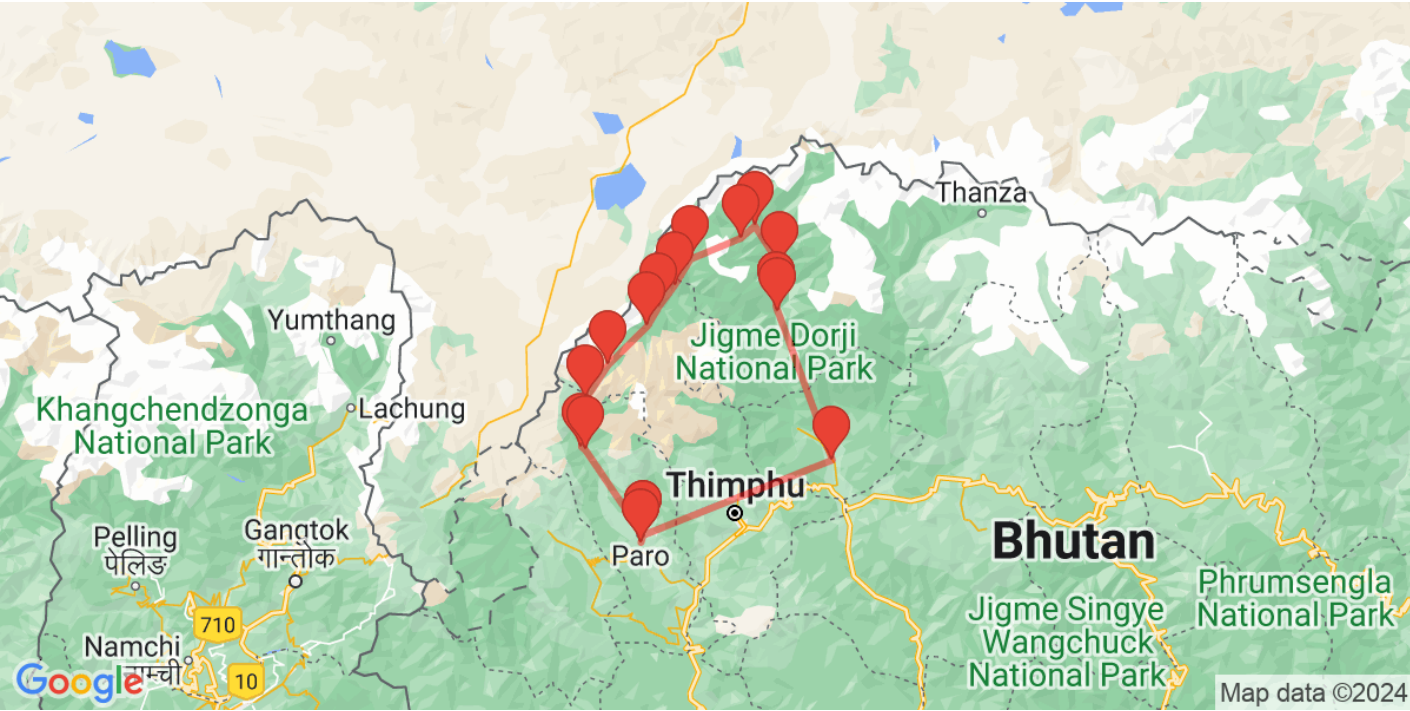 Thanza
Yumthang
Jigme Dorji
National Park
Khangchendzonga
National Park
Lachung
Thimphu
Pelling
पेलिङ
Gangtok
गान्तोक
Paro
Bhutan
Phrumsengla
National Park
Jigme Singye
Wangchuck
National Park
710
Namchi
10
Google
Map data ©2024